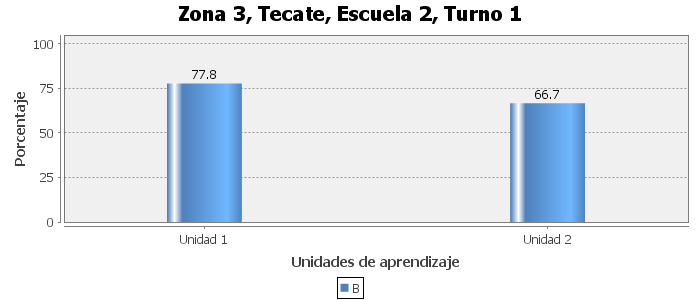 Zona 3, Tecate, Escuela 2, Turno 1
100
75
50
25
0
Porcentaje
77.8
66.7
Unidad 1
Unidad 2
Unidades de aprendizaje
B